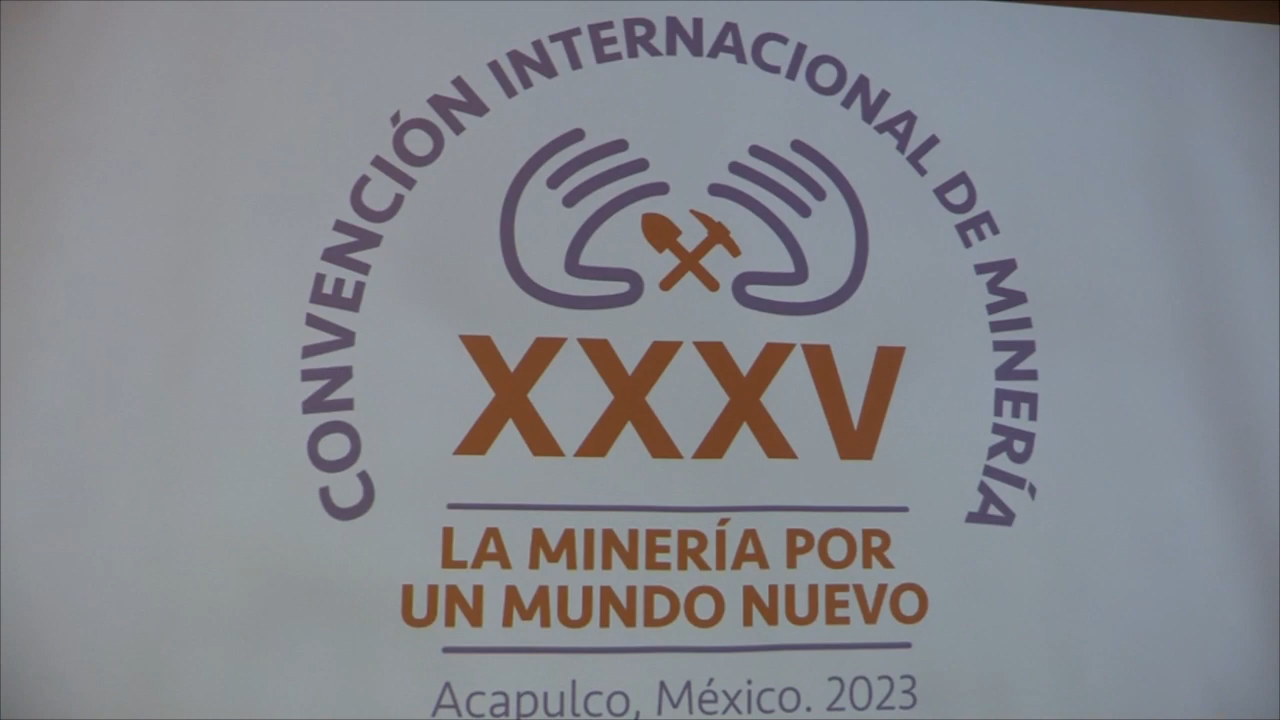 CONVENCIÓN INTERNACIONAL DE MINERÍA
XXXV
LA MINERÍA POR
UN MUNDO NUEVO
Acapulco, México. 2023